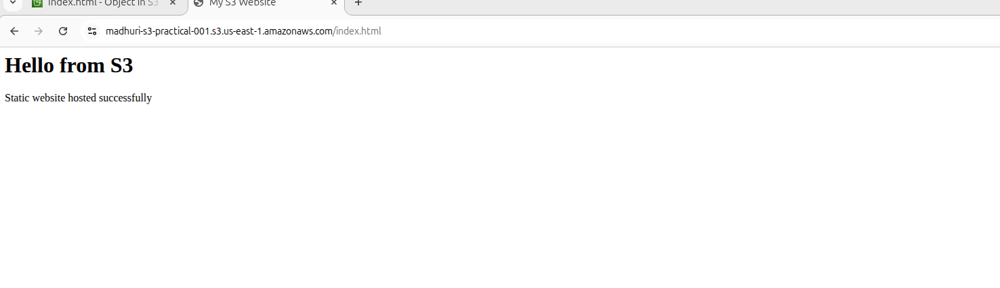 index.html - Object in S3
My S3 Website
madhuri-s3-practical-001.s3.us-east-1.amazonaws.com/index.html
Hello from S3
Static website hosted successfully